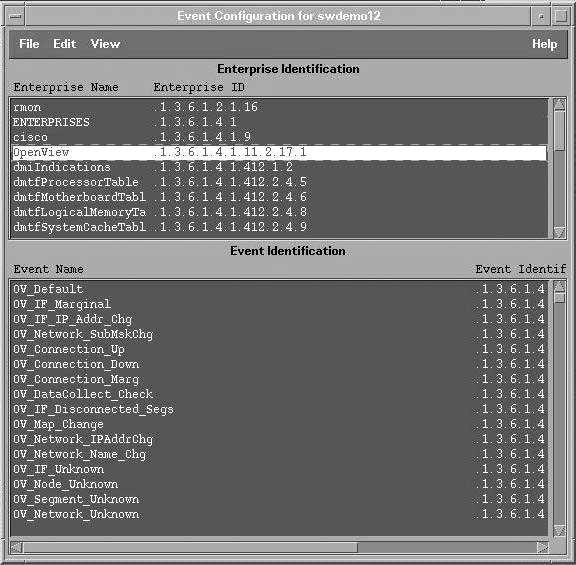 Event Configuration for swdemo12
File Edit View Help
Enterprise Identification
Enterprise Name Enterprise ID
rmon .1.3.6.1.2.1.16
ENTERPRISES .1.3.6.1.4.1
cisco .1.3.6.1.4.1.9
OpenView .1.3.6.1.4.1.11.2.17.1
dmiIndications .1.3.6.1.4.1.412.1.2
dmtfProcessorTable .1.3.6.1.4.1.412.2.4.5
dmtfMotherboardTabl .1.3.6.1.4.1.412.2.4.6
dmtfLogicalMemoryTa .1.3.6.1.4.1.412.2.4.8
dmtfSystemCacheTabl .1.3.6.1.4.1.412.2.4.9
Event Identification
Event Name Event Identif
OV_Default .1.3.6.1.4
OV_IF_Marginal .1.3.6.1.4
OV_IF_IP_Addr_Chg .1.3.6.1.4
OV_Network_SubMskChg .1.3.6.1.4
OV_Connection_Up .1.3.6.1.4
OV_Connection_Down .1.3.6.1.4
OV_Connection_Marg .1.3.6.1.4
OV_DataCollect_Check .1.3.6.1.4
OV_IF_Disconnected_Segs .1.3.6.1.4
OV_Map_Change .1.3.6.1.4
OV_Network_IPAddrChg .1.3.6.1.4
OV_Network_Name_Chg .1.3.6.1.4
OV_IF_Unknown .1.3.6.1.4
OV_Node_Unknown .1.3.6.1.4
OV_Segment_Unknown .1.3.6.1.4
OV_Network_Unknown .1.3.6.1.4